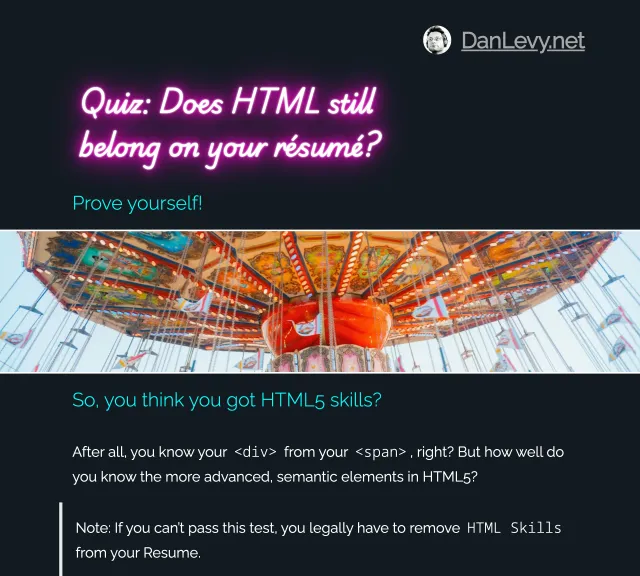 DanLevy.net
Quiz: Does HTML still
belong on your résumé?
Prove yourself!
So, you think you got HTML5 skills?
After all, you know your <div> from your <span>, right? But how well do
you know the more advanced, semantic elements in HTML5?
Note: If you can't pass this test, you legally have to remove HTML Skills
from your Resume.